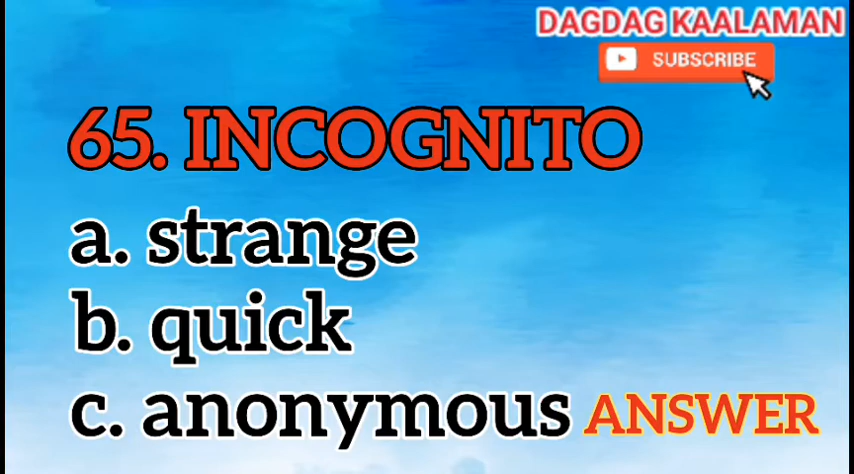 DAGDAG KAALAMAN
SUBSCRIBE
65. INCOGNITO
a. strange
b. quick
c. anonymous ANSWER